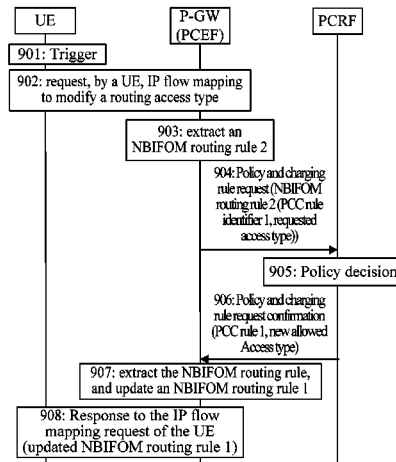 UE
P-GW
(PCEF)
PCRF
901: Trigger
902: request, by a UE, IP flow mapping
to modify a routing access type
903: extract an
NBIFOM routing rule 2
904: Policy and charging
rule request (NBIFOM
routing rule 2 (PCC rule
identifier 1, requested
access type))
905: Policy decision
906: Policy and charging
rule request confirmation
(PCC rule 1, new allowed
Access type)
907: extract the NBIFOM routing rule,
and update an NBIFOM routing rule 1
908: Response to the IP flow
mapping request of the UE
(updated NBIFOM routing rule 1)